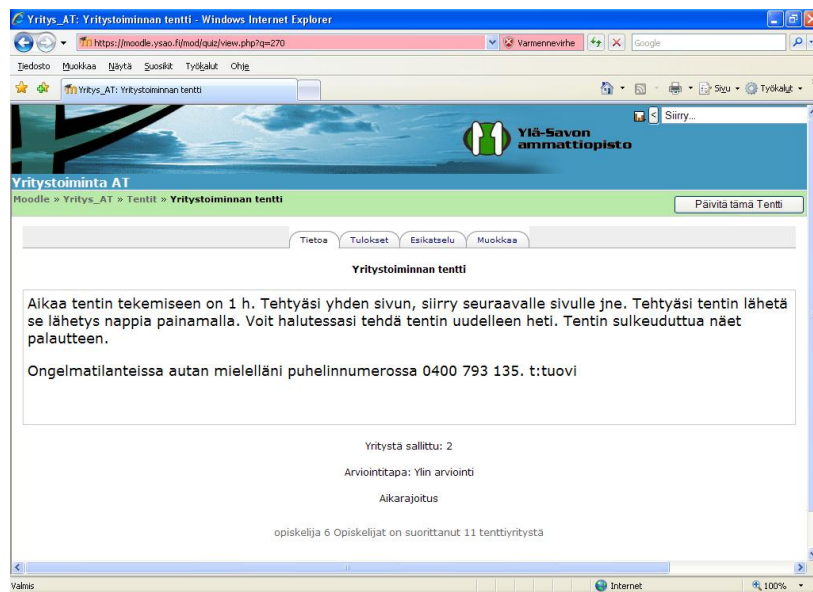 Yritys_AT: Yritystoiminnan tentti - Windows Internet Explorer
https://moodle.ysao.fi/mod/quiz/view.php?q=270
Varmennevirhe
Google
Tiedosto Muokkaa Näytä Suosikit Työkalut Ohje
Yritys_AT: Yritystoiminnan tentti
Sivu
Työkalut
Ylä-Savon
ammattiopisto
< Siirry...
Yritystoiminta AT
Moodle » Yritys_AT » Tentit » Yritystoiminnan tentti
Päivitä tämä Tentti
Tietoa Tulokset Esikatselu Muokkaa
Yritystoiminnan tentti
Aikaa tentin tekemiseen on 1 h. Tehtyäsi yhden sivun, siirry seuraavalle sivulle jne. Tehtyäsi tentin lähetä
se lähetys nappia painamalla. Voit halutessasi tehdä tentin uudelleen heti. Tentin sulkeuduttua näet
palautteen.
Ongelmatilanteissa autan mielelläni puhelinnumerossa 0400 793 135. t:tuovi
Yritystä sallittu: 2
Arviointitapa: Ylin arviointi
Aikarajoitus
opiskelija 6 Opiskelijat on suorittanut 11 tenttiyritystä
Valmis
Internet
100%